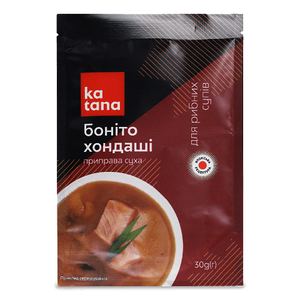 ka
tana
боніто
хондаші
приправа суха
для рибних
супів
30g(г)